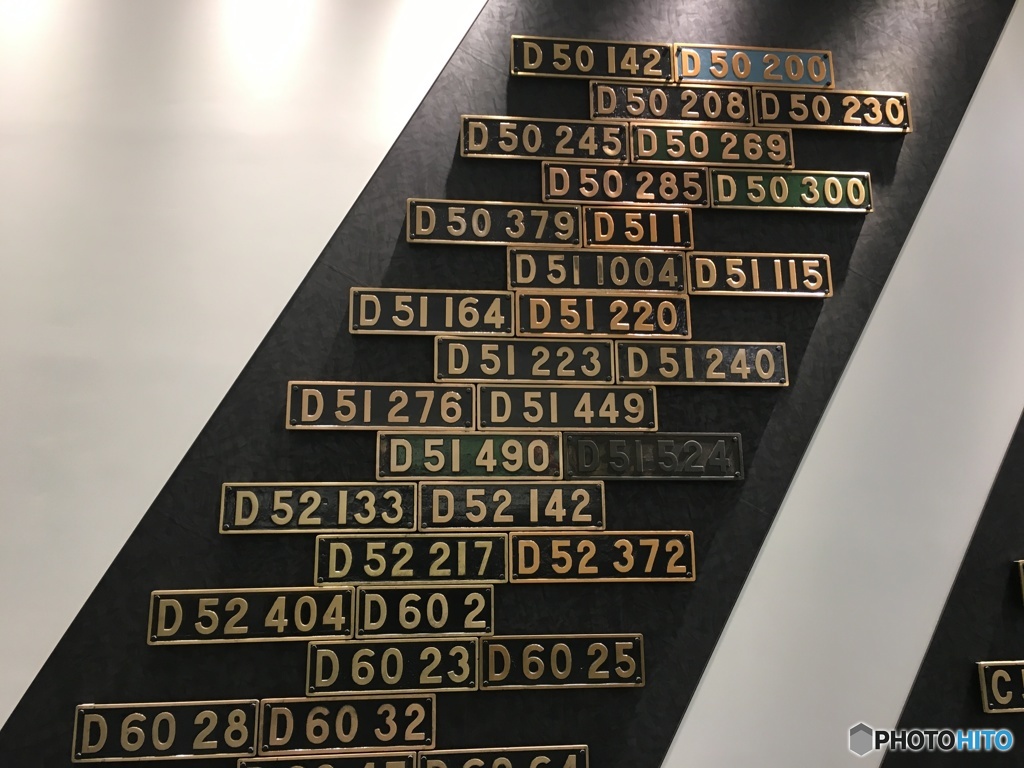 D 50 142 D 50 200
D 50 208 D 50 230
D 50 245 D 50 269
D 50 285 D 50 300
D 50 379 D 51 1
D 51 1004 D 51 115
D 51 164 D 51 220
D 51 223 D 51 240
D 51 276 D 51 449
D 51 490 D 51 524
D 52 133 D 52 142
D 52 217 D 52 372
D 52 404 D 60 2
D 60 23 D 60 25
C
D 60 28 D 60 32
PHOTOHITO